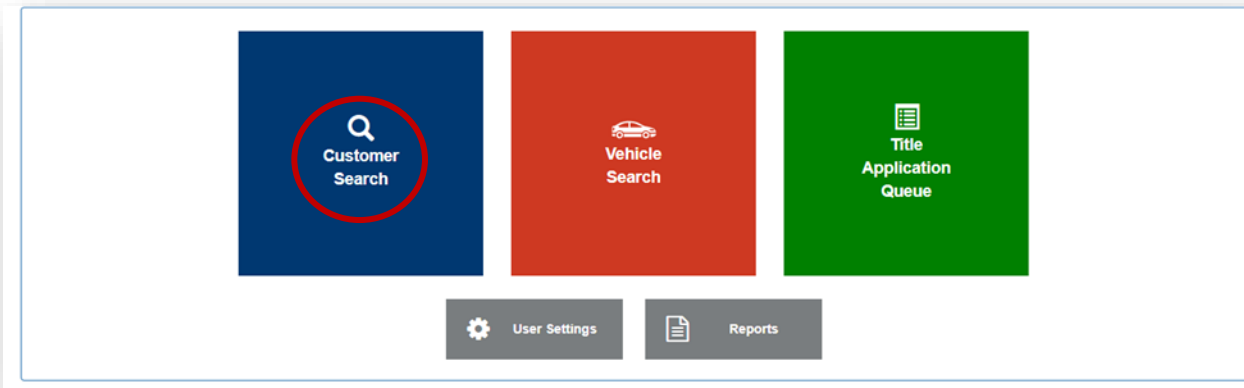 Customer
Search
Vehicle
Search
Title
Application
Queue
User Settings
Reports